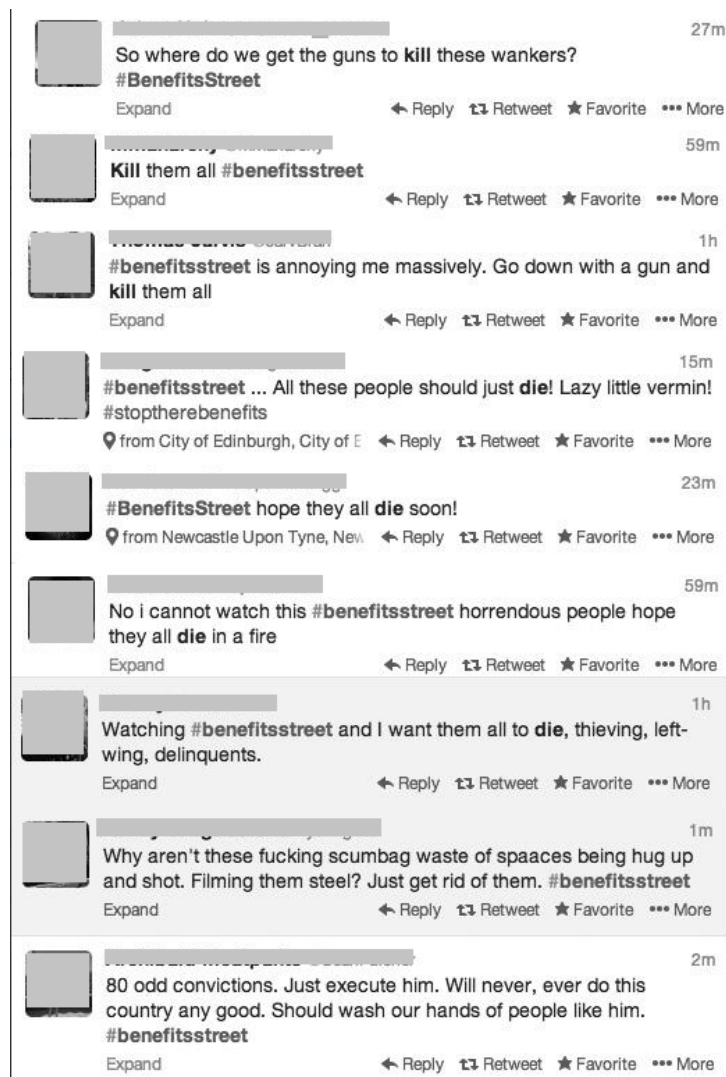 27m
So where do we get the guns to kill these wankers?
#BenefitsStreet
Expand Reply Retweet Favorite More
59m
Kill them all #benefitsstreet
Expand Reply Retweet Favorite More
1h
#benefitsstreet is annoying me massively. Go down with a gun and
kill them all
Expand Reply Retweet Favorite More
15m
#benefitsstreet ... All these people should just die! Lazy little vermin!
#stoptherebenefits
from City of Edinburgh, City of E Reply Retweet Favorite More
23m
#BenefitsStreet hope they all die soon!
from Newcastle Upon Tyne, New Reply Retweet Favorite More
59m
No i cannot watch this #benefitsstreet horrendous people hope
they all die in a fire
Expand Reply Retweet Favorite More
1h
Watching #benefitsstreet and I want them all to die, thieving, left-
wing, delinquents.
Expand Reply Retweet Favorite More
1m
Why aren't these fucking scumbag waste of spaaces being hug up
and shot. Filming them steel? Just get rid of them. #benefitsstreet
Expand Reply Retweet Favorite More
2m
80 odd convictions. Just execute him. Will never, ever do this
country any good. Should wash our hands of people like him.
#benefitsstreet
Expand Reply Retweet Favorite More